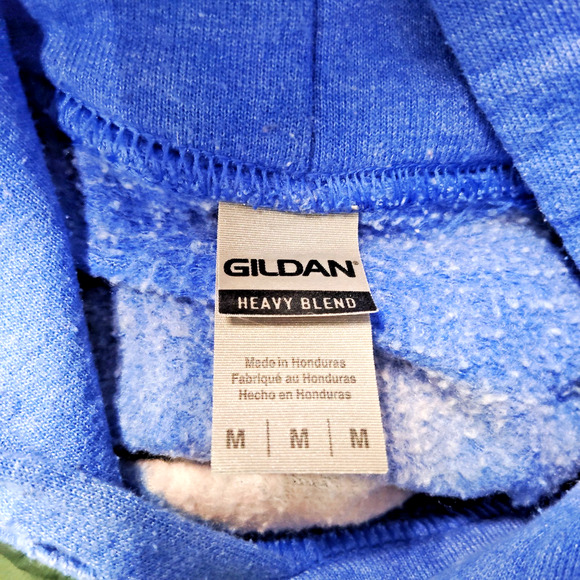 GILDAN®
HEAVY BLEND
Made in Honduras
Fabriqué au Honduras
Hecho en Honduras
M | M | M